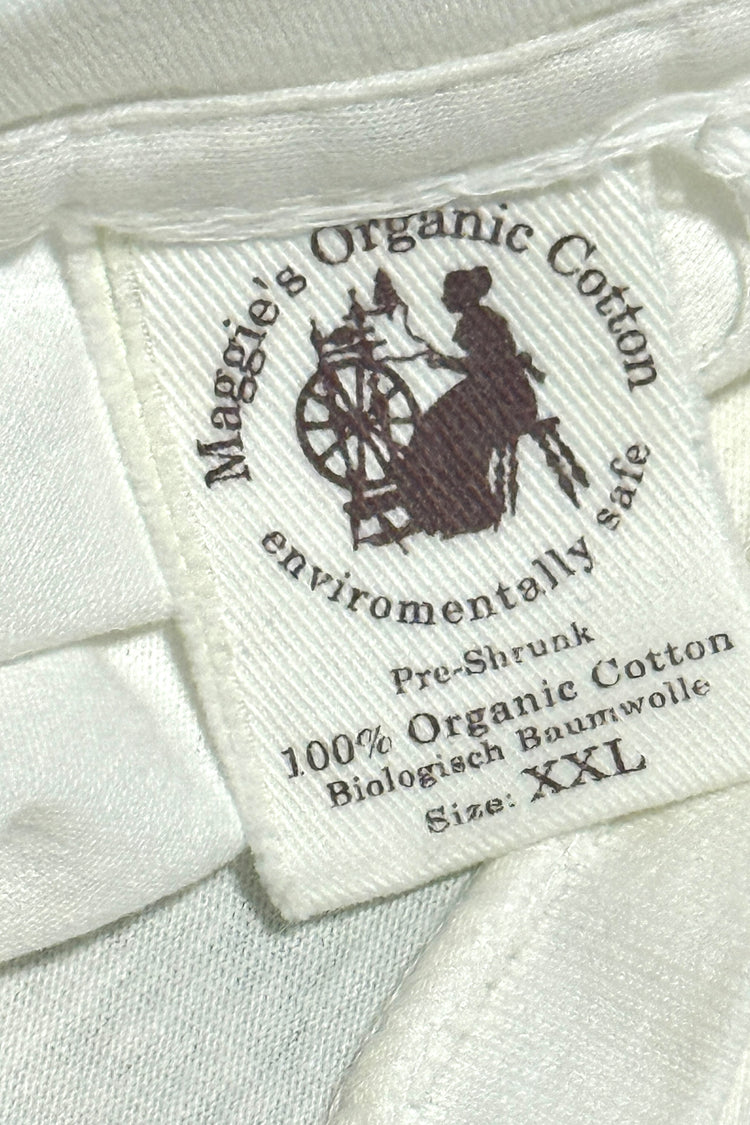 Maggie's Organic Cotton
enviromentally safe
Pre-Shrunk
100% Organic Cotton
Biologisch Baumwolle
Size: XXL